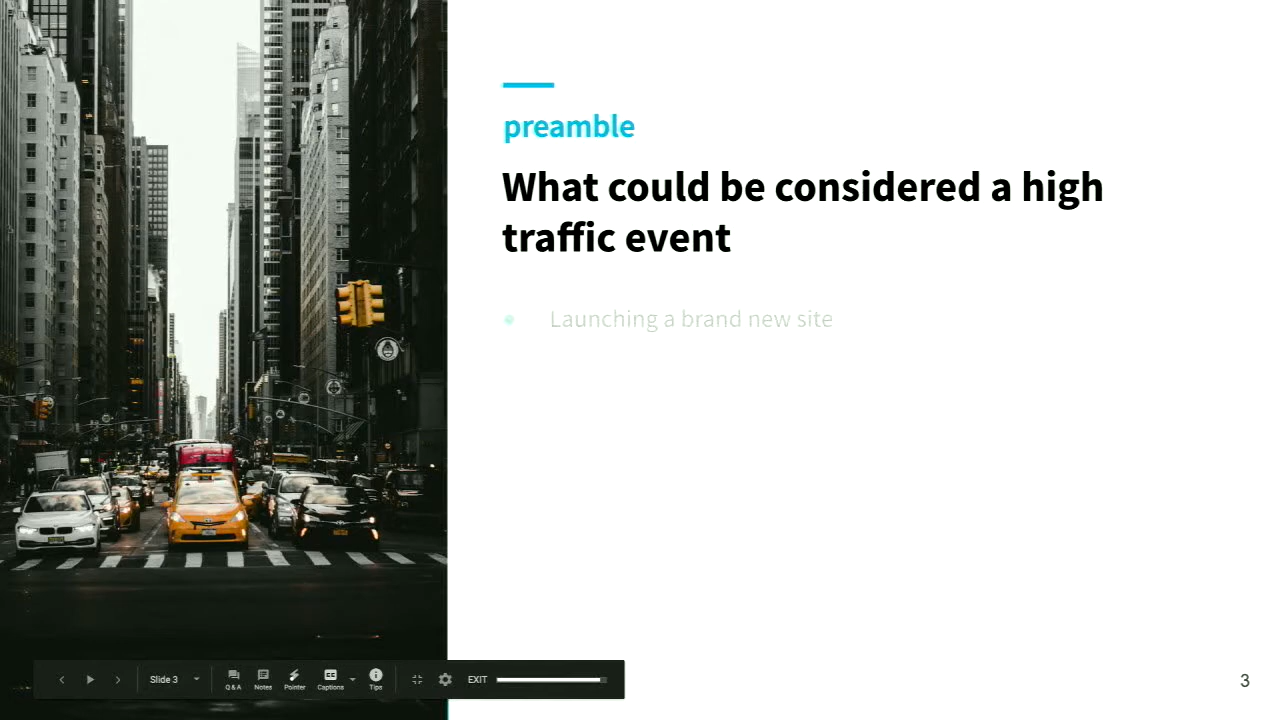 preamble
What could be considered a high
traffic event
Launching a brand new site
Slide 3
Q & A
Notes
Pointer
Captions
Tips
EXIT
3